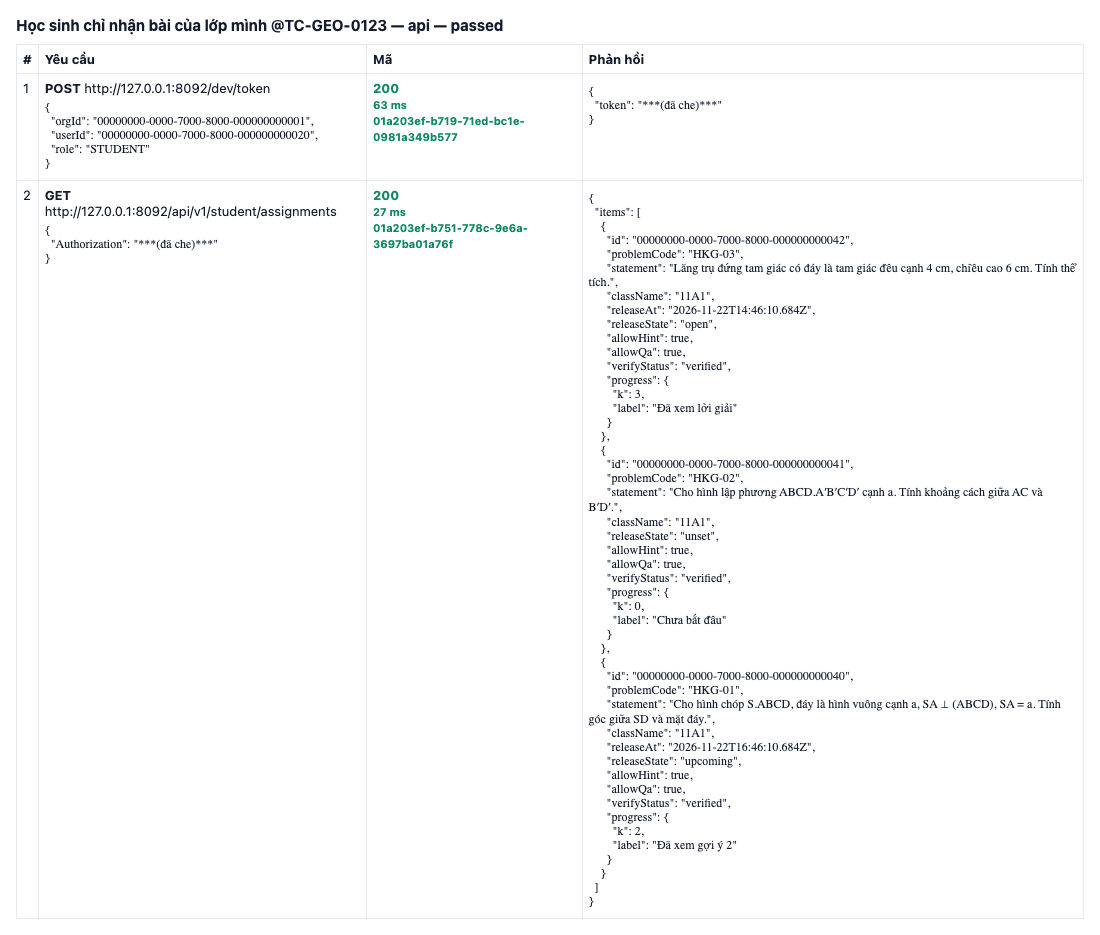 Học sinh chỉ nhận bài của lớp mình @TC-GEO-0123 — api — passed
# Yêu cầu Mã Phản hồi
1 POST http://127.0.0.1:8092/dev/token
{
"orgId": "00000000-0000-7000-8000-000000000001",
"userId": "00000000-0000-7000-8000-000000000020",
"role": "STUDENT"
}
200
63 ms
01a203ef-b719-71ed-bc1e-
0981a349b577
{
"token": "***(đã che)***"
}
2 GET
http://127.0.0.1:8092/api/v1/student/assignments
{
"Authorization": "***(đã che)***"
}
200
27 ms
01a203ef-b751-778c-9e6a-
3697ba01a76f
{
"items": [
{
"id": "00000000-0000-7000-8000-000000000042",
"problemCode": "HKG-03",
"statement": "Lăng trụ đứng tam giác có đáy là tam giác đều cạnh 4 cm, chiều cao 6 cm. Tính thể
tích.",
"className": "11A1",
"releaseAt": "2026-11-22T14:46:10.684Z",
"releaseState": "open",
"allowHint": true,
"allowQa": true,
"verifyStatus": "verified",
"progress": {
"k": 3,
"label": "Đã xem lời giải"
}
},
{
"id": "00000000-0000-7000-8000-000000000041",
"problemCode": "HKG-02",
"statement": "Cho hình lập phương ABCD.A′B′C′D′ cạnh a. Tính khoảng cách giữa AC và
B′D′.",
"className": "11A1",
"releaseState": "unset",
"allowHint": true,
"allowQa": true,
"verifyStatus": "verified",
"progress": {
"k": 0,
"label": "Chưa bắt đầu"
}
},
{
"id": "00000000-0000-7000-8000-000000000040",
"problemCode": "HKG-01",
"statement": "Cho hình chóp S.ABCD, đáy là hình vuông cạnh a, SA ⊥ (ABCD), SA = a. Tính
góc giữa SD và mặt đáy.",
"className": "11A1",
"releaseAt": "2026-11-22T16:46:10.684Z",
"releaseState": "upcoming",
"allowHint": true,
"allowQa": true,
"verifyStatus": "verified",
"progress": {
"k": 2,
"label": "Đã xem gợi ý 2"
}
}
]
}